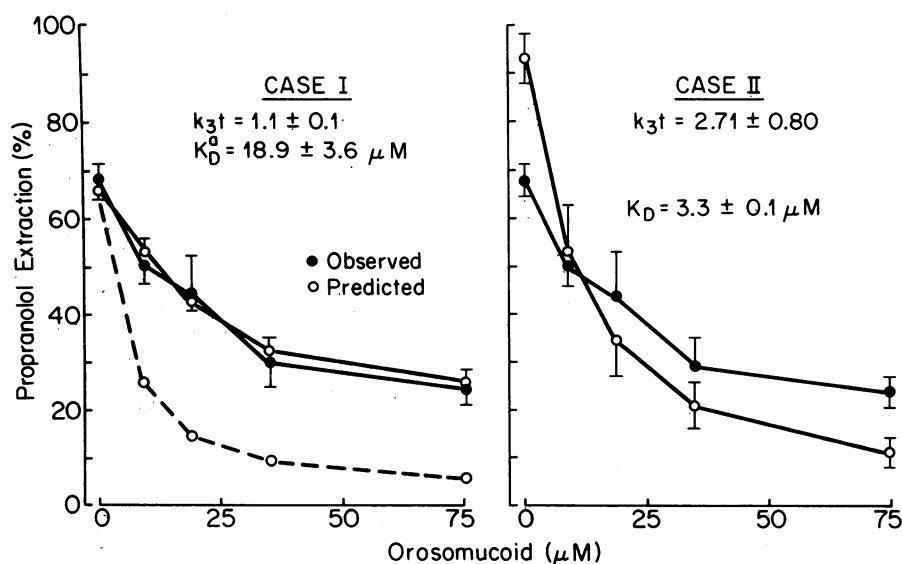 100
80
60
40
20
0
Propranolol Extraction (%)
CASE I
k₃t = 1.1 ± 0.1
Kᴅᵃ = 18.9 ± 3.6 μM
● Observed
○ Predicted
0 25 50 75
CASE II
k₃t = 2.71 ± 0.80
Kᴅ = 3.3 ± 0.1 μM
0 25 50 75
Orosomucoid (μM)